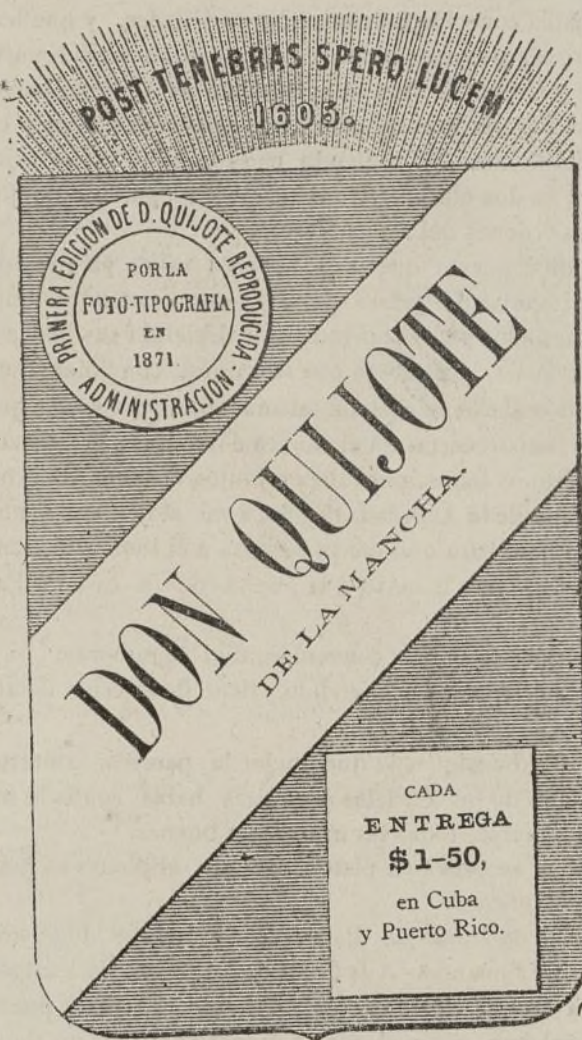 POST TENEBRAS SPERO LUCEM
1605.
PRIMERA EDICION DE D. QUIJOTE REPRODUCIDA -
ADMINISTRACION -
POR LA
FOTO-TIPOGRAFIA
EN
1871
DON QUIJOTE
DE LA MANCHA.
CADA
ENTREGA
$1-50,
en Cuba
y Puerto Rico.